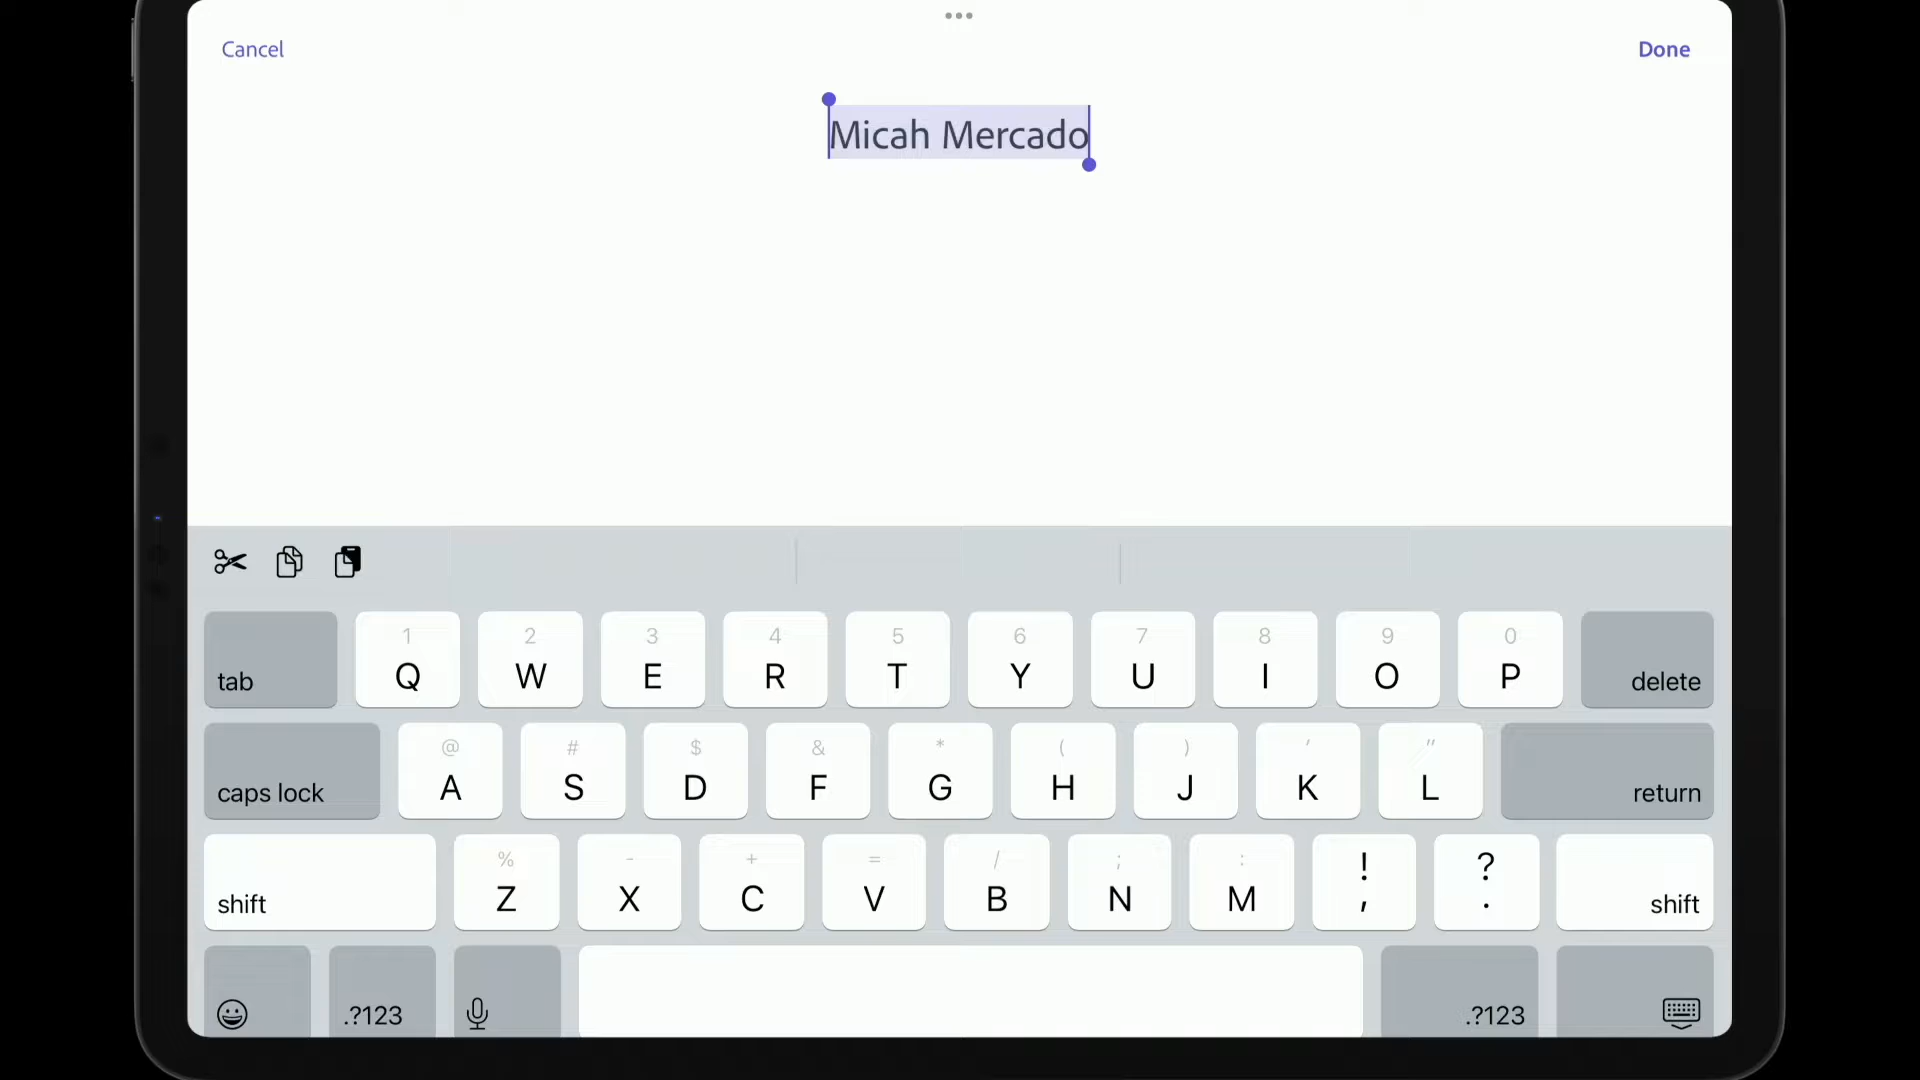 Cancel
Done
Micah Mercado
1 2 3 4 5 6 7 8 9 0
tab Q W E R T Y U I O P delete
@ # $ & * ( ) ' "
caps lock A S D F G H J K L return
% - + = / ; : ! ?
shift Z X C V B N M , . shift
.?123 .?123